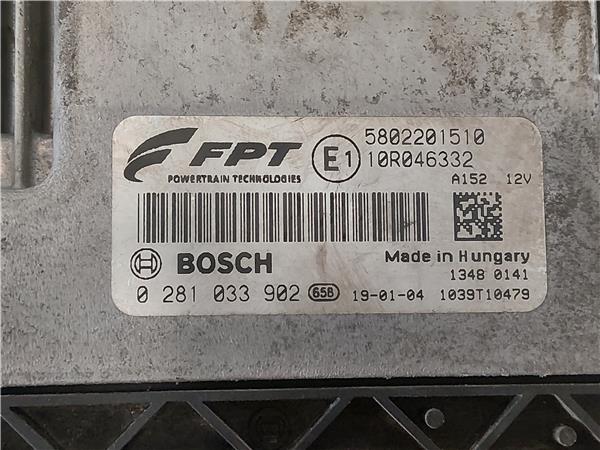 FPT
POWERTRAIN TECHNOLOGIES
E1
5802201510
10R046332
A152 12V
BOSCH
Made in Hungary
1348 0141
0 281 033 902 658 19-01-04 1039T10479